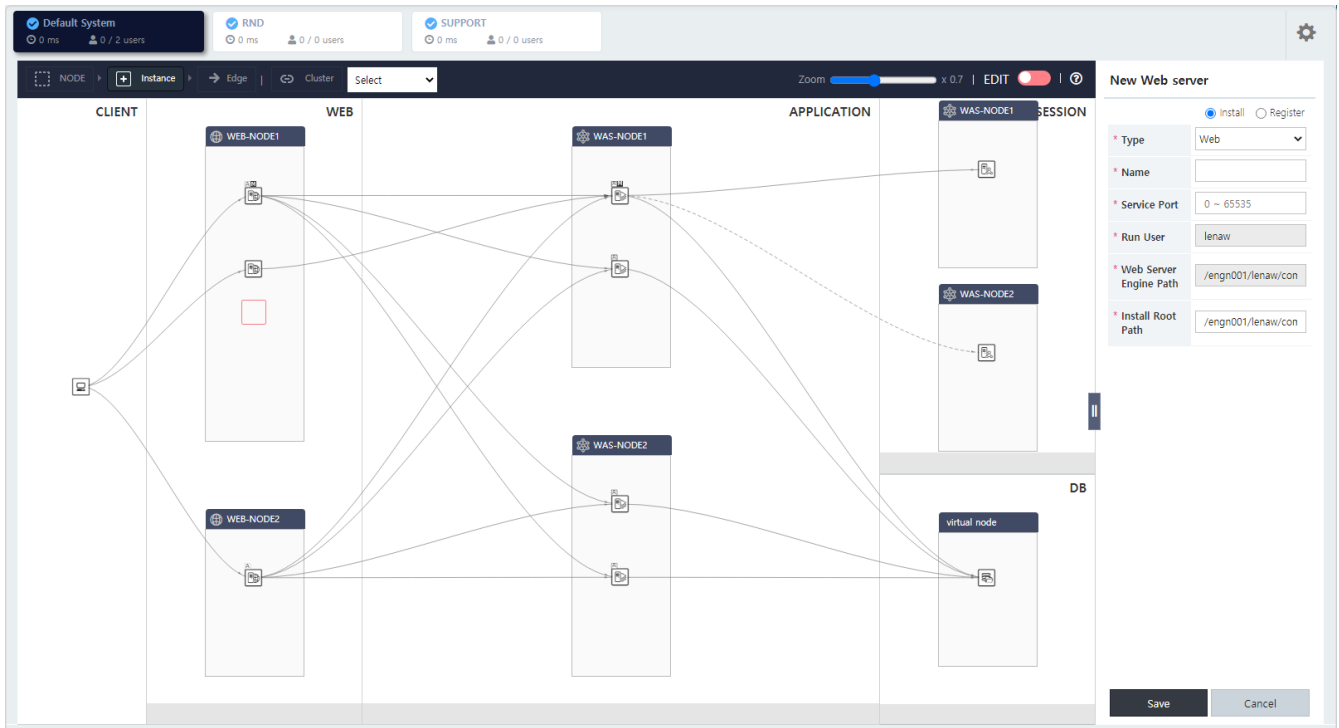 Default System
0 ms 0 / 2 users
RND
0 ms 0 / 0 users
SUPPORT
0 ms 0 / 0 users
NODE Instance Edge | Cluster Select Zoom x 0.7 | EDIT |
CLIENT WEB APPLICATION SESSION
WEB-NODE1
WAS-NODE1
WAS-NODE1
WAS-NODE2
WAS-NODE2
DB
WEB-NODE2
virtual node
New Web server
Install Register
* Type Web
* Name
* Service Port 0 ~ 65535
* Run User lenaw
* Web Server Engine Path /engn001/lenaw/con
* Install Root Path /engn001/lenaw/con
Save Cancel